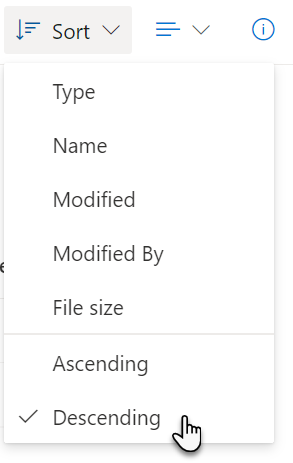 Sort
Type
Name
Modified
Modified By
File size
Ascending
Descending